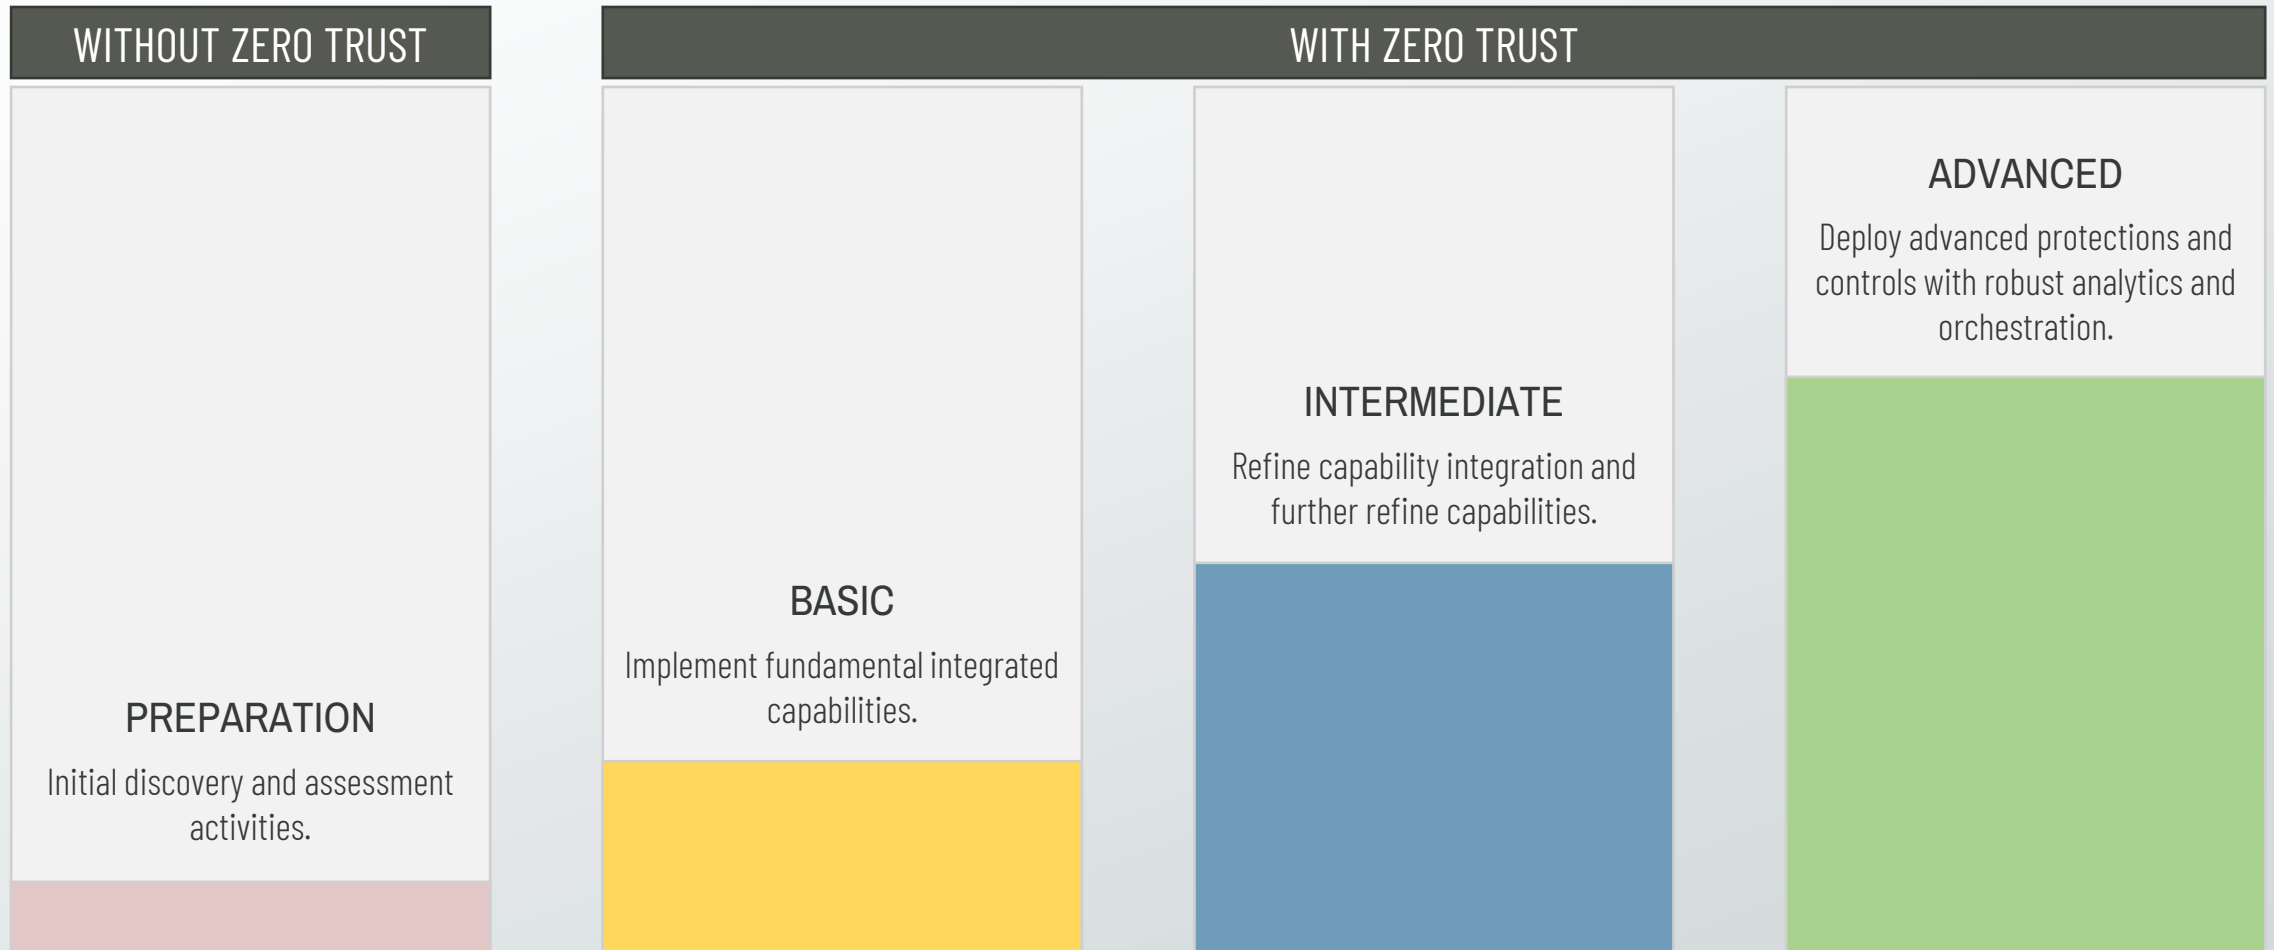 WITHOUT ZERO TRUST
WITH ZERO TRUST
PREPARATION
Initial discovery and assessment
activities.
BASIC
Implement fundamental integrated
capabilities.
INTERMEDIATE
Refine capability integration and
further refine capabilities.
ADVANCED
Deploy advanced protections and
controls with robust analytics and
orchestration.